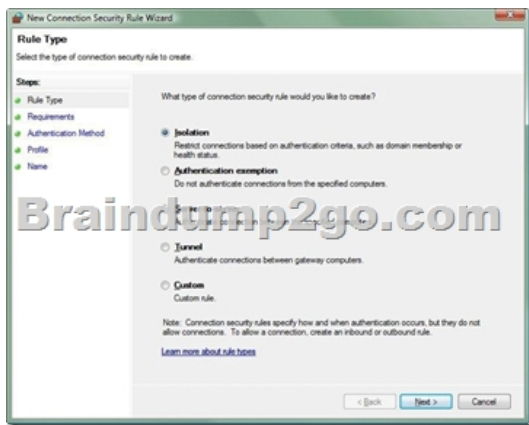 New Connection Security Rule Wizard
Rule Type
Select the type of connection security rule to create.
Steps:
Rule Type
Requirements
Authentication Method
Profile
Name
What type of connection security rule would you like to create?
Isolation
Restrict connections based on authentication criteria, such as domain membership or
health status.
Authentication exemption
Do not authenticate connections from the specified computers.
Braindump2go.com
Tunnel
Authenticate connections between gateway computers.
Custom
Custom rule.
Note: Connection security rules specify how and when authentication occurs, but they do not
allow connections. To allow a connection, create an inbound or outbound rule.
Learn more about rule types
< Back
Next >
Cancel